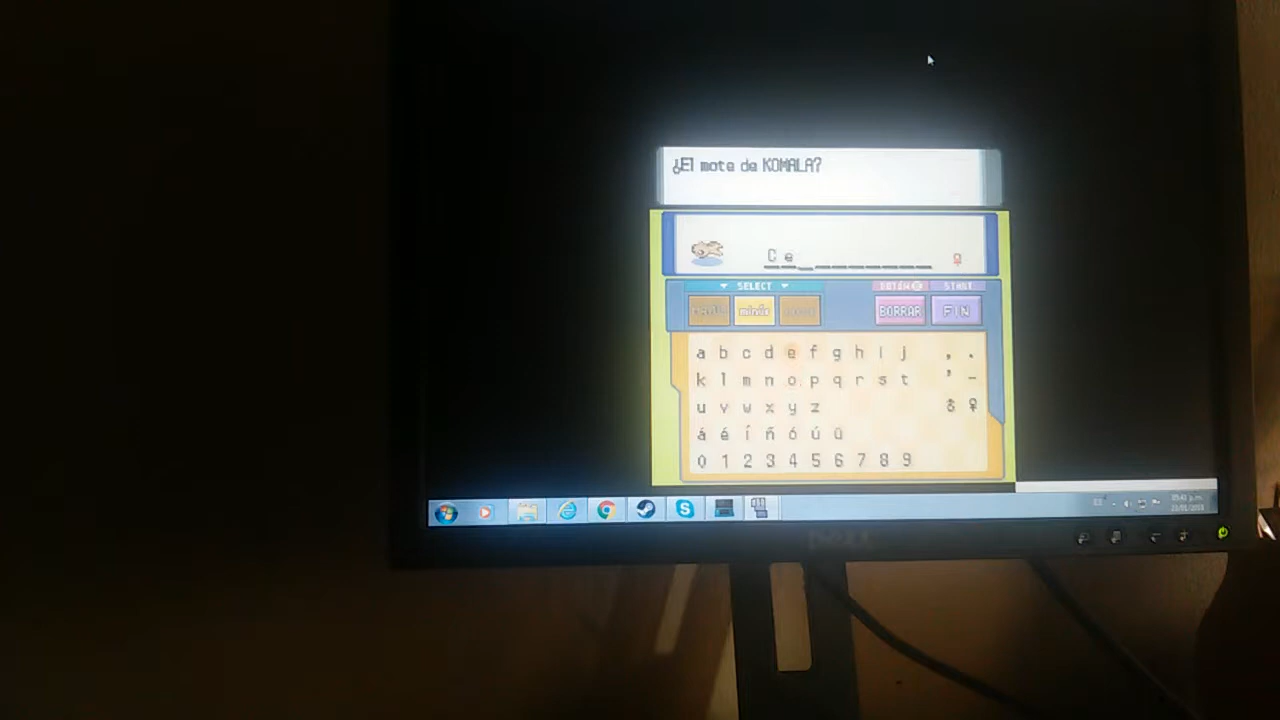 ¿El mote de KOMALA?
C e _ _ _ _ _ _ _ _ ♀
SELECT START
minús BORRAR FIN
a b c d e f g h i j , .
k l m n o p q r s t ' -
u v w x y z ♂ ♀
á é í ñ ó ú ü
0 1 2 3 4 5 6 7 8 9